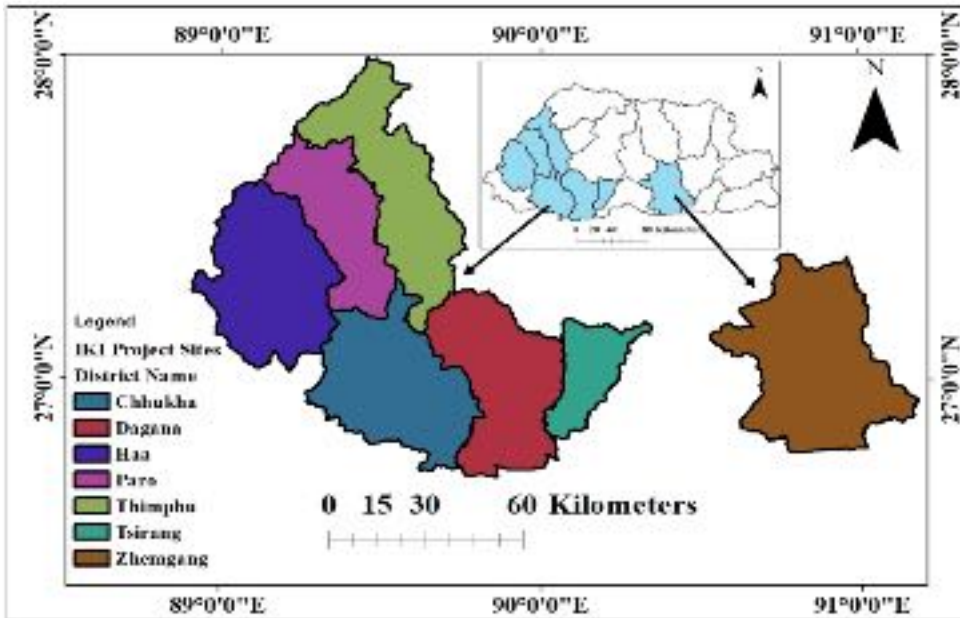 89°0'0"E 90°0'0"E 91°0'0"E
28°0'0"N
28°0'0"N
N
27°0'0"N
27°0'0"N
Legend
IKI Project Sites
District Name
Chhukha
Dagana
Haa
Paro
Thimphu
Tsirang
Zhemgang
0 15 30 60 Kilometers
89°0'0"E 90°0'0"E 91°0'0"E